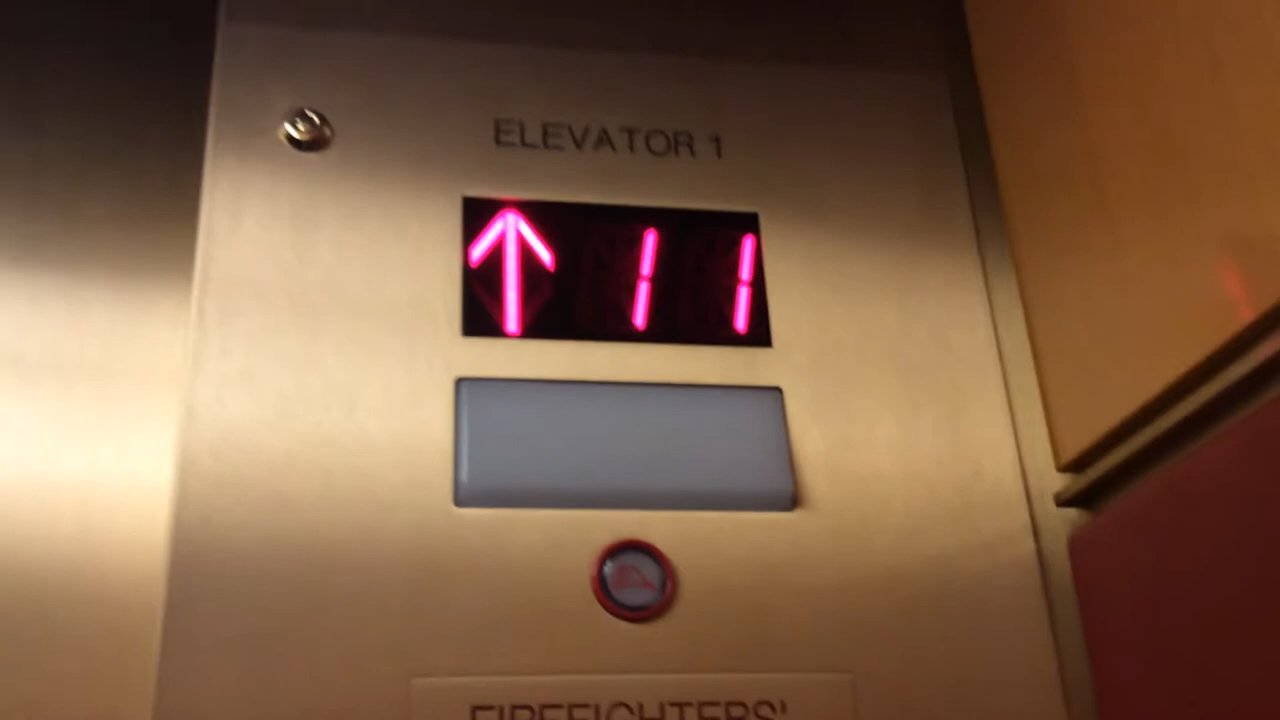 ELEVATOR 1
↑ 11
FIREFIGHTERS'